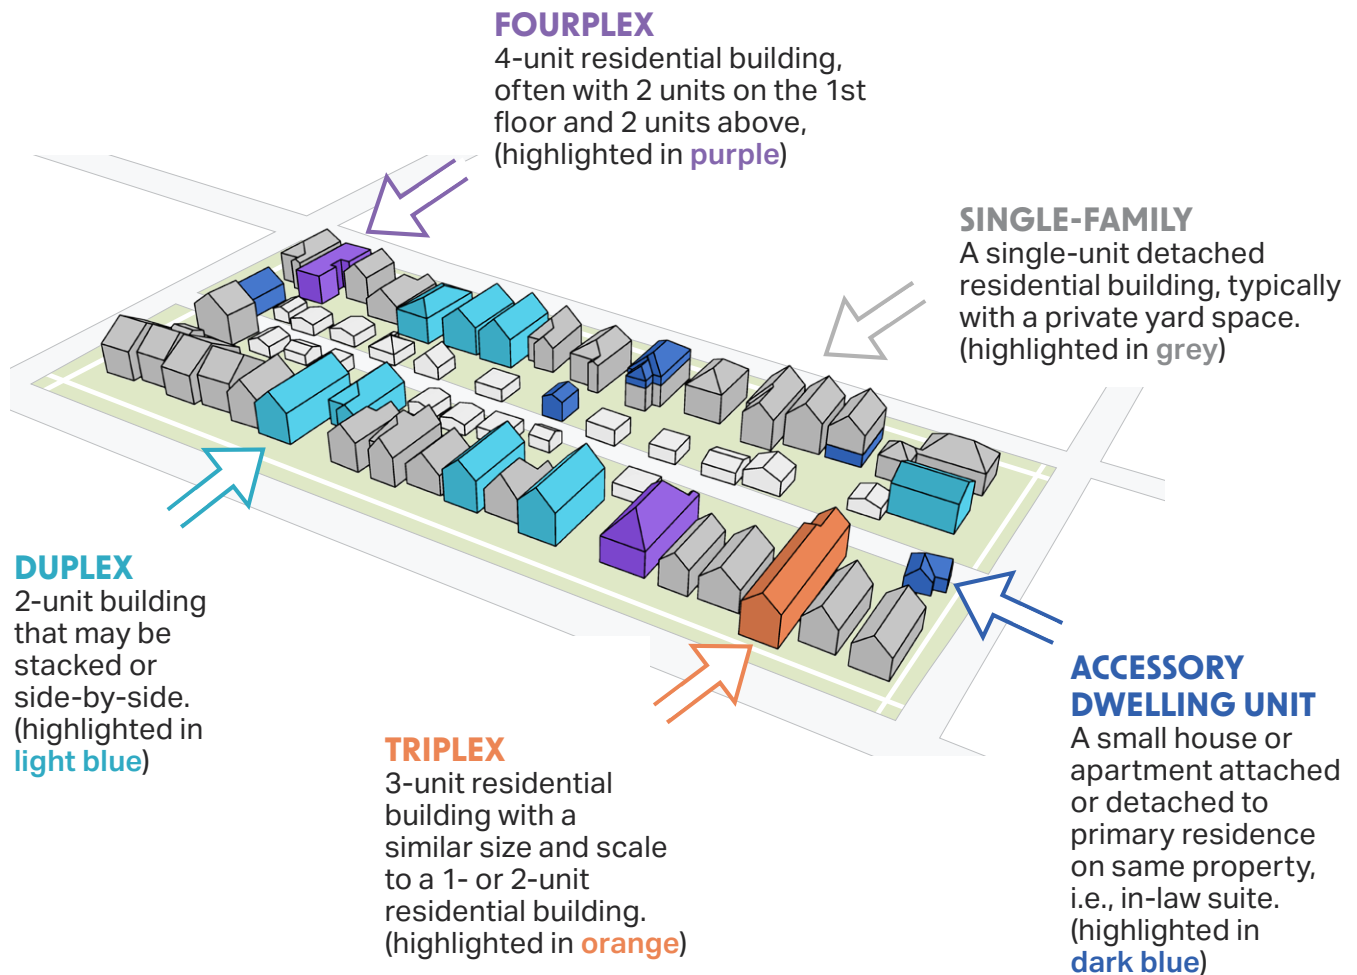 FOURPLEX
4-unit residential building,
often with 2 units on the 1st
floor and 2 units above,
(highlighted in purple)
SINGLE-FAMILY
A single-unit detached
residential building, typically
with a private yard space.
(highlighted in grey)
DUPLEX
2-unit building
that may be
stacked or
side-by-side.
(highlighted in
light blue)
TRIPLEX
3-unit residential
building with a
similar size and scale
to a 1- or 2-unit
residential building.
(highlighted in orange)
ACCESSORY
DWELLING UNIT
A small house or
apartment attached
or detached to
primary residence
on same property,
i.e., in-law suite.
(highlighted in
dark blue)